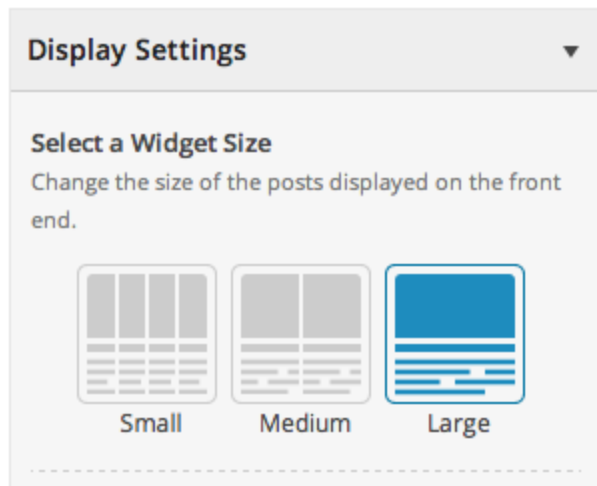 Display Settings
Select a Widget Size
Change the size of the posts displayed on the front
end.
Small Medium Large